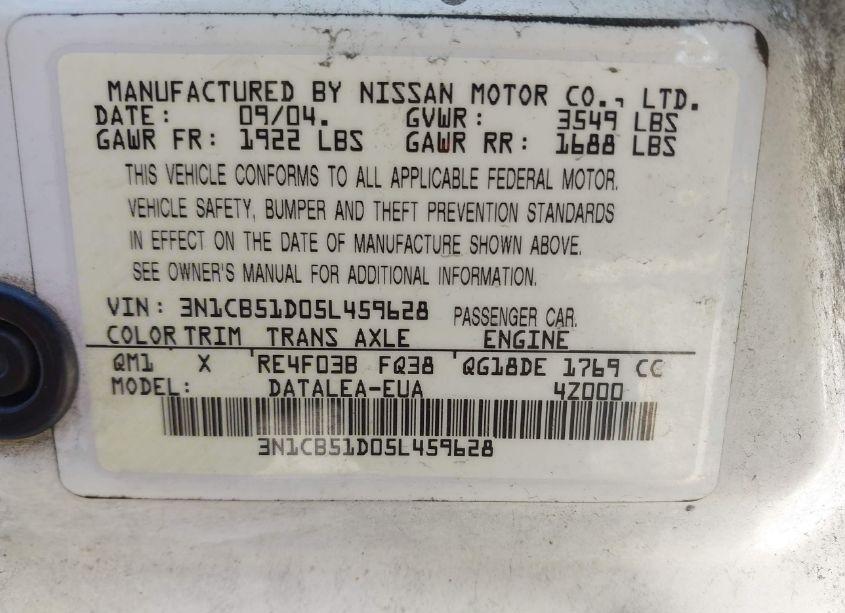 MANUFACTURED BY NISSAN MOTOR CO., LTD.
DATE: 09/04. GVWR: 3549 LBS
GAWR FR: 1922 LBS GAWR RR: 1688 LBS
THIS VEHICLE CONFORMS TO ALL APPLICABLE FEDERAL MOTOR.
VEHICLE SAFETY, BUMPER AND THEFT PREVENTION STANDARDS
IN EFFECT ON THE DATE OF MANUFACTURE SHOWN ABOVE.
SEE OWNER'S MANUAL FOR ADDITIONAL INFORMATION.
VIN: 3N1CB51D05L459628 PASSENGER CAR.
COLOR TRIM TRANS AXLE ENGINE
QM1 X RE4F03B FQ38 QG18DE 1769 CC
MODEL: DATALEA-EUA 4Z000
3N1CB51D05L459628